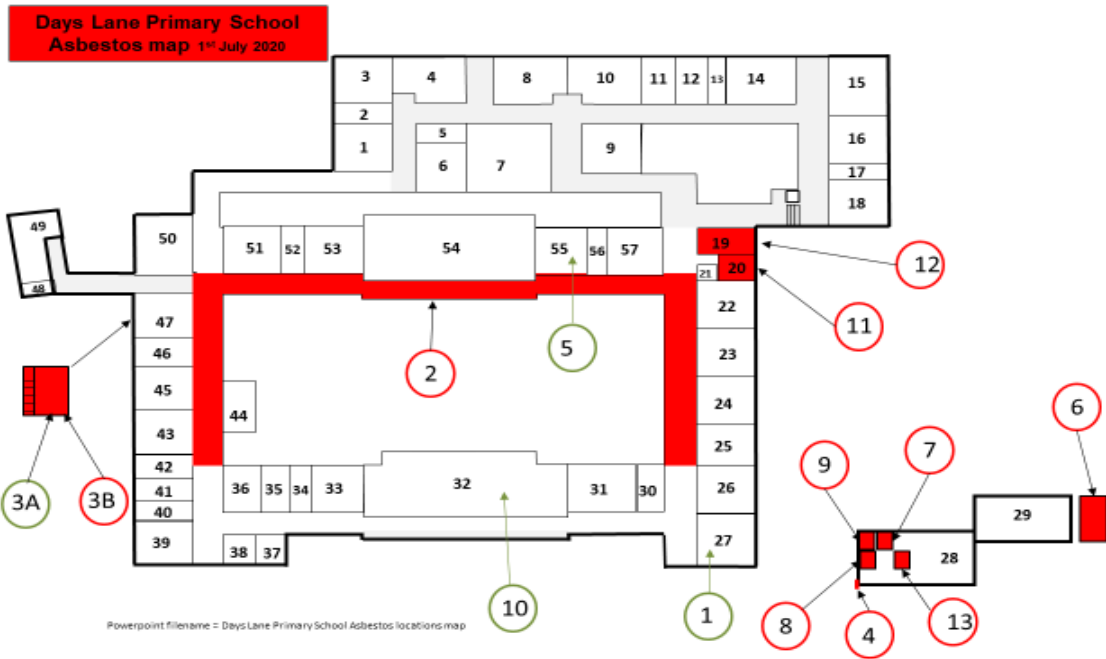 Days Lane Primary School
Asbestos map 1st July 2020
3 4 8 10 11 12 13 14 15
2
1 5 6 7 9
16
17
18
49 50 51 52 53 54 55 56 57 19 12
48 21 20
47 22 11
46 2 5 23
45 44 24
43 25 9 7 6
3A 3B
42
41 36 35 34 33 32 31 30 26
40
39 38 37 27 28 29
10 1 8 4 13
Powerpoint filename = Days Lane Primary School Asbestos locations map